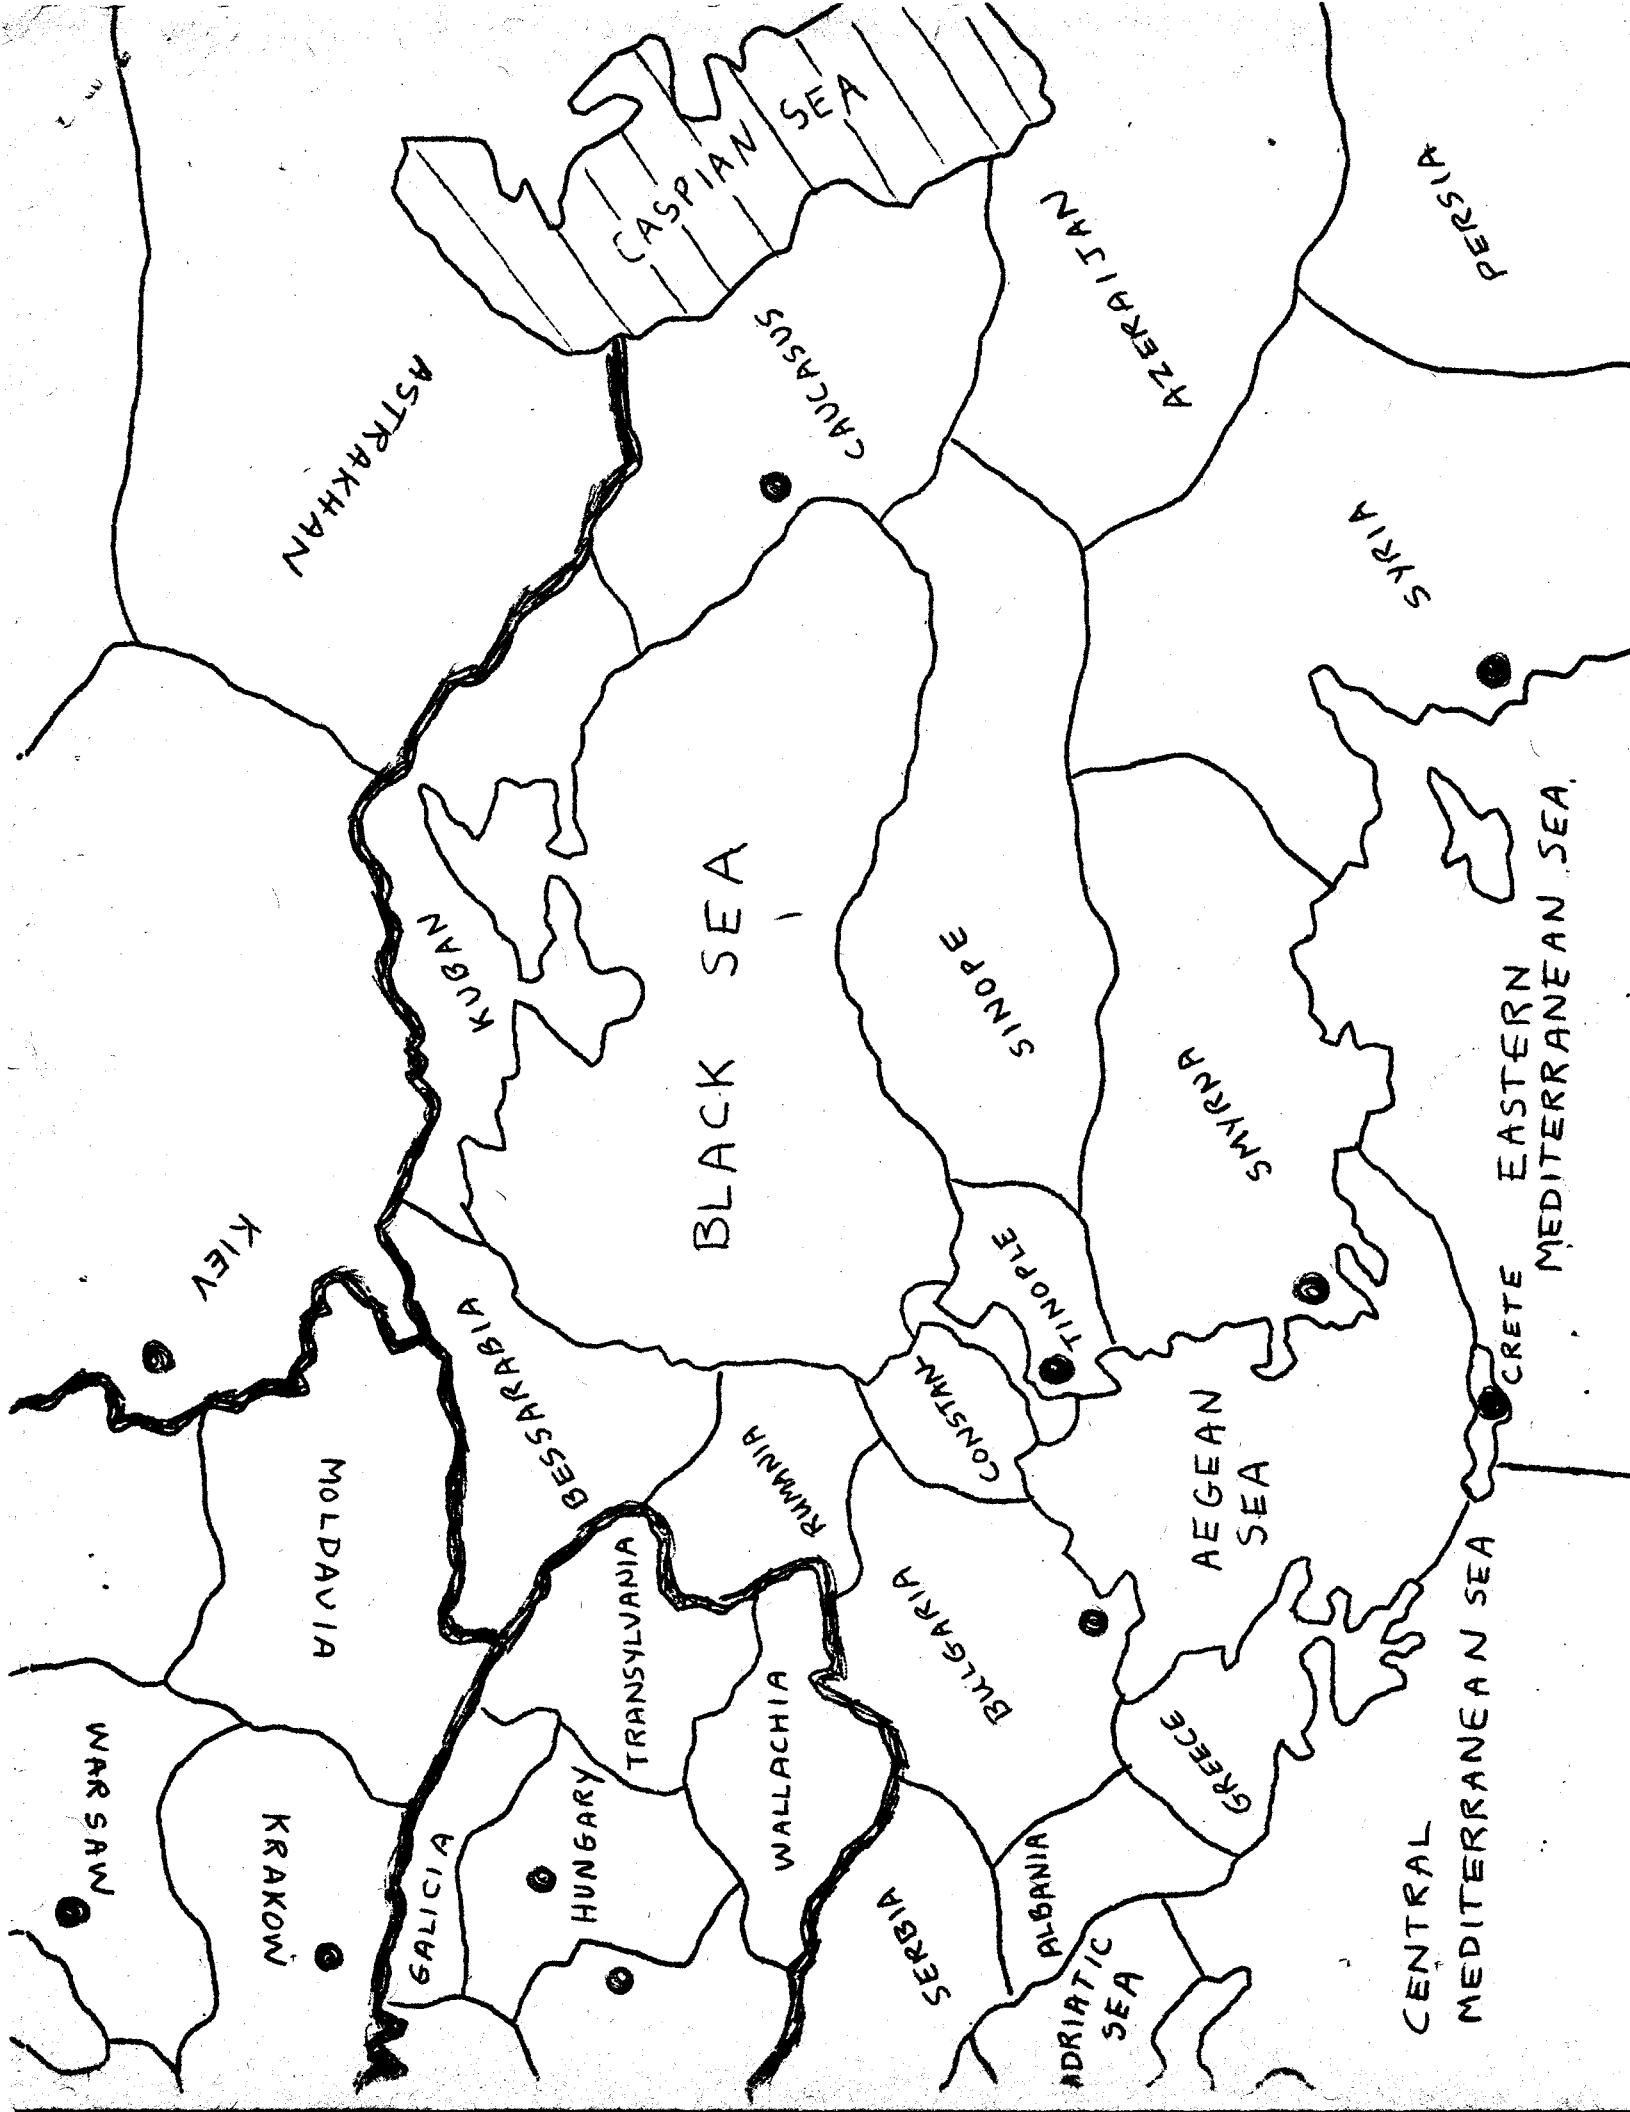 CASPIAN SEA
PERSIA
AZERAIJAN
CAUCASUS
ASTRAKHAN
SYRIA
KUBAN
BLACK SEA
SINOPE
SMYRNA
EASTERN
MEDITERRANEAN SEA
KIEV
CRETE
CONSTAN-
TINOPLE
BESSARABIA
AEGEAN
SEA
RUMANIA
MOLDAVIA
TRANSYLVANIA
BULGARIA
WALLACHIA
GREECE
WARSAW
KRAKOW
GALICIA
HUNGARY
SERBIA
ALBANIA
ADRIATIC
SEA
CENTRAL
MEDITERRANEAN SEA